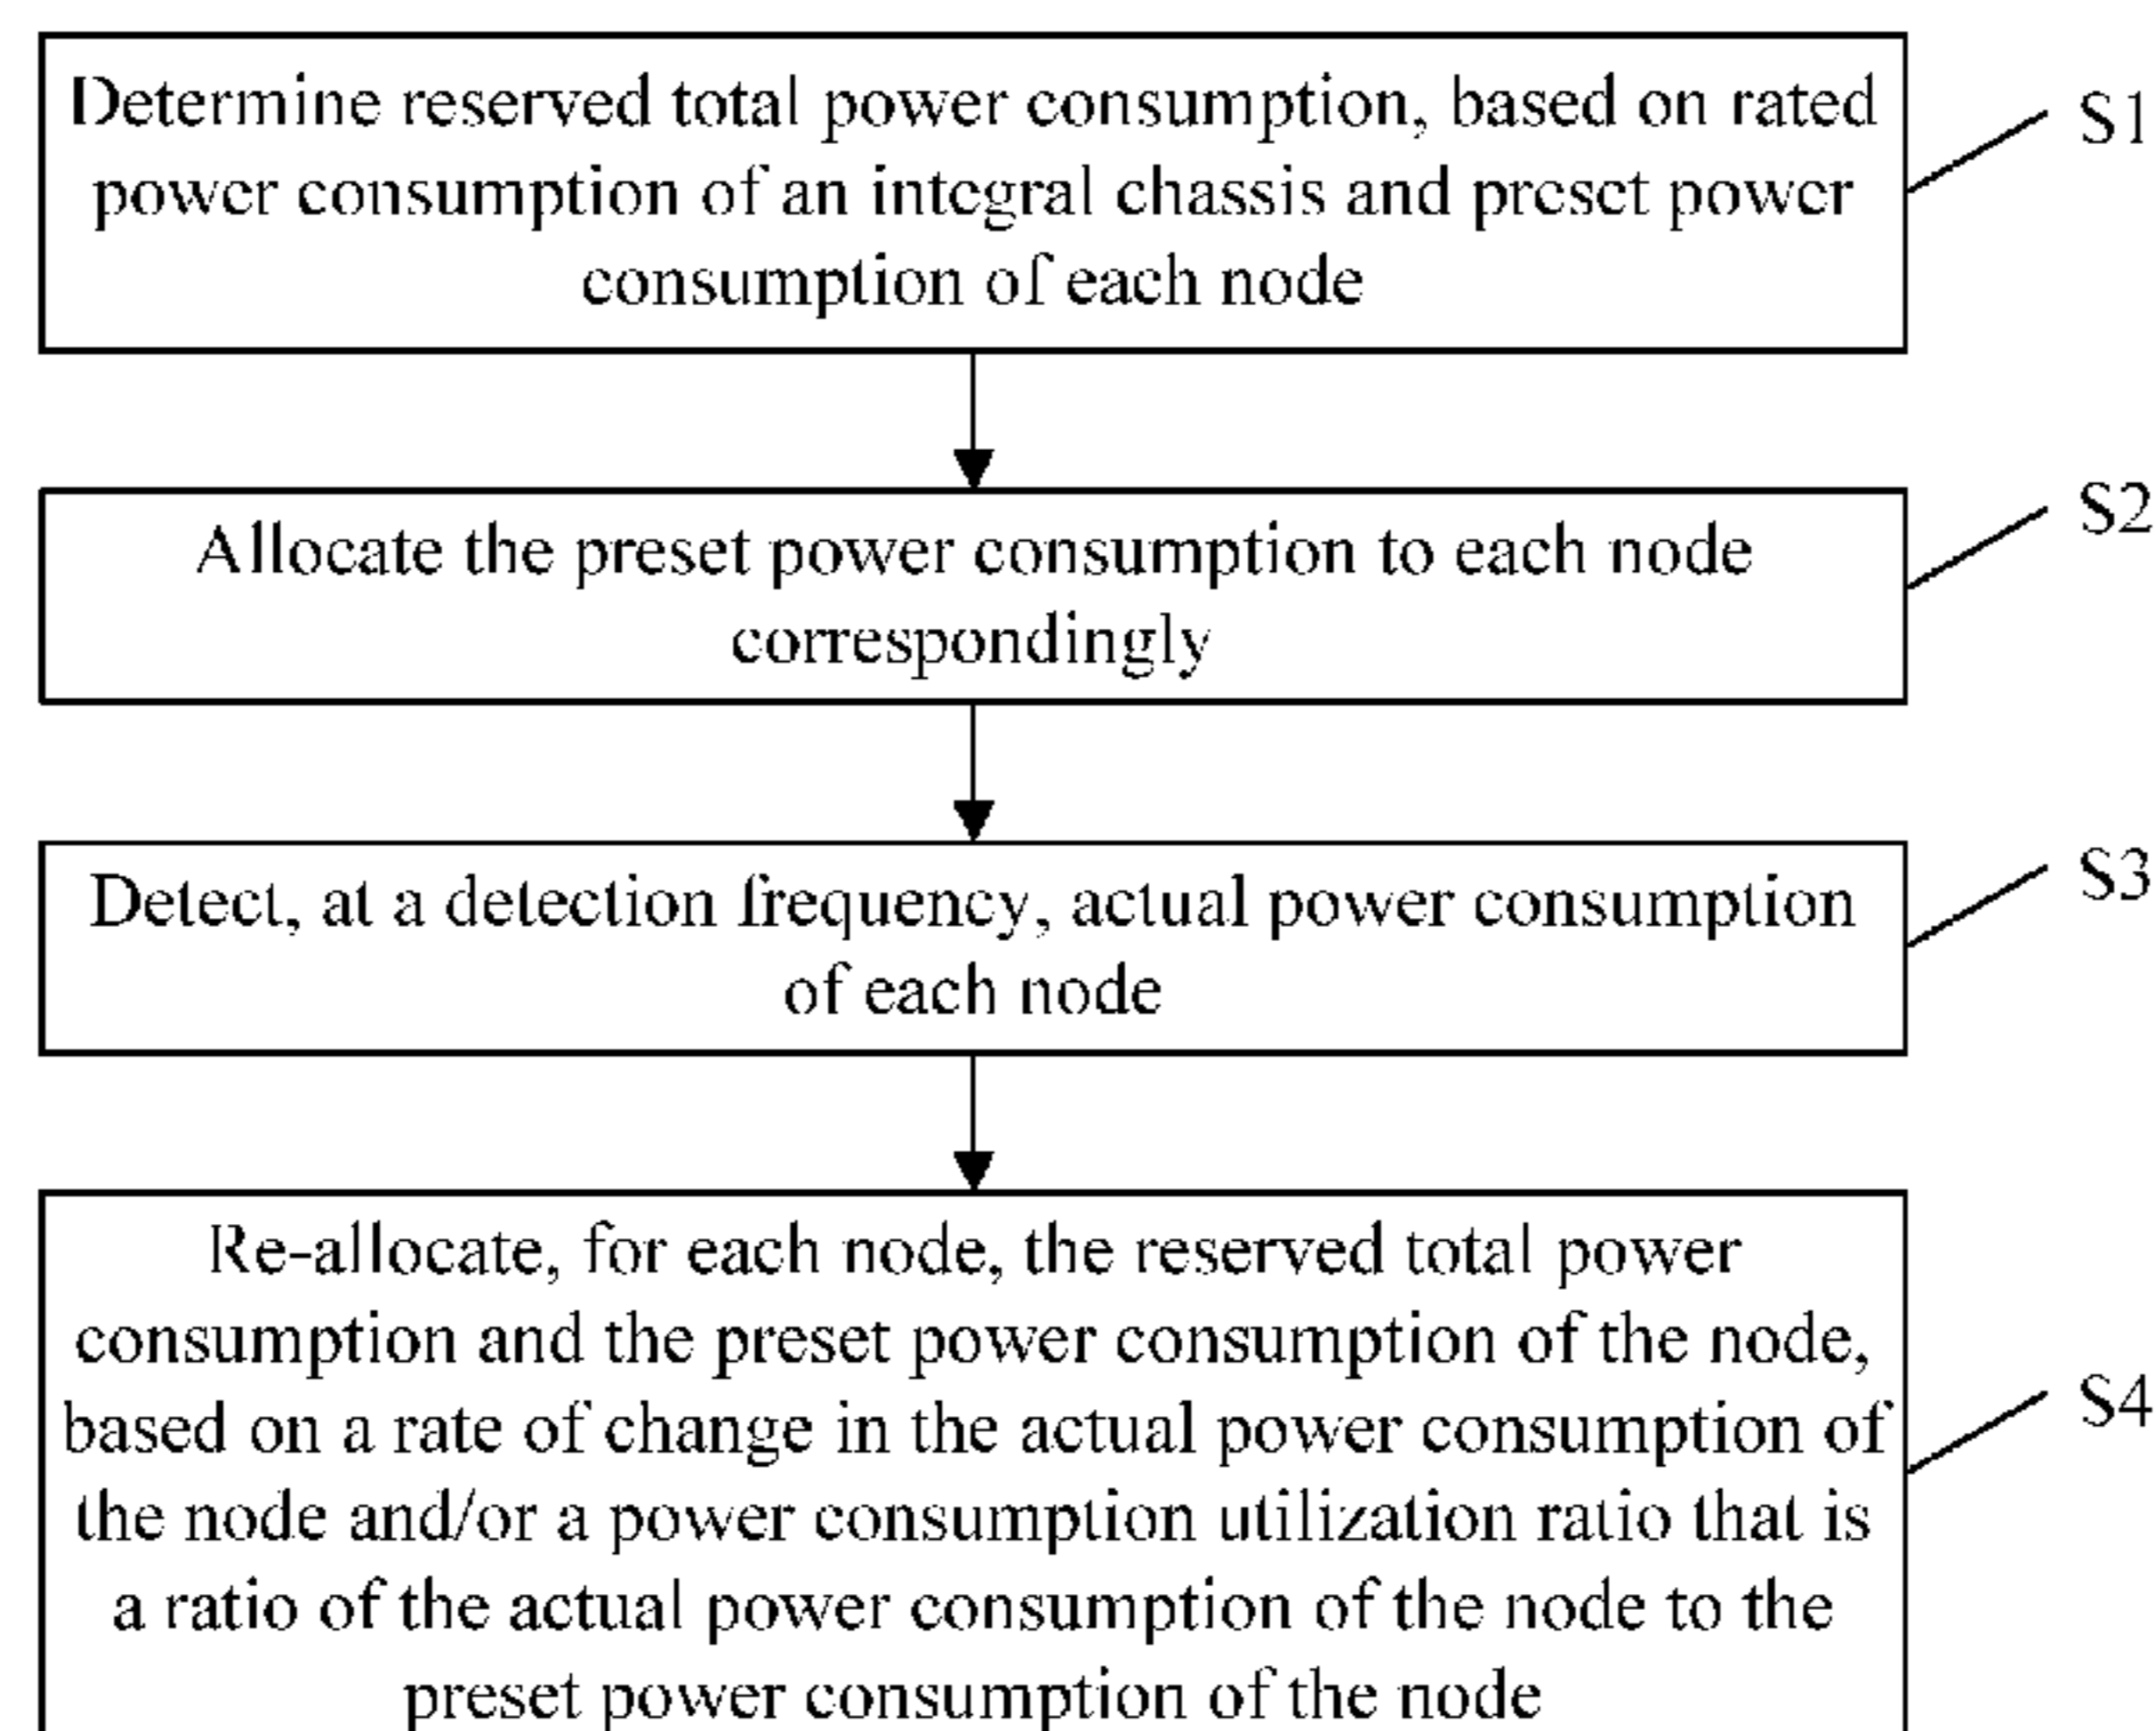 Determine reserved total power consumption, based on rated
power consumption of an integral chassis and preset power
consumption of each node
S1
Allocate the preset power consumption to each node
correspondingly
S2
Detect, at a detection frequency, actual power consumption
of each node
S3
Re-allocate, for each node, the reserved total power
consumption and the preset power consumption of the node,
based on a rate of change in the actual power consumption of
the node and/or a power consumption utilization ratio that is
a ratio of the actual power consumption of the node to the
preset power consumption of the node
S4